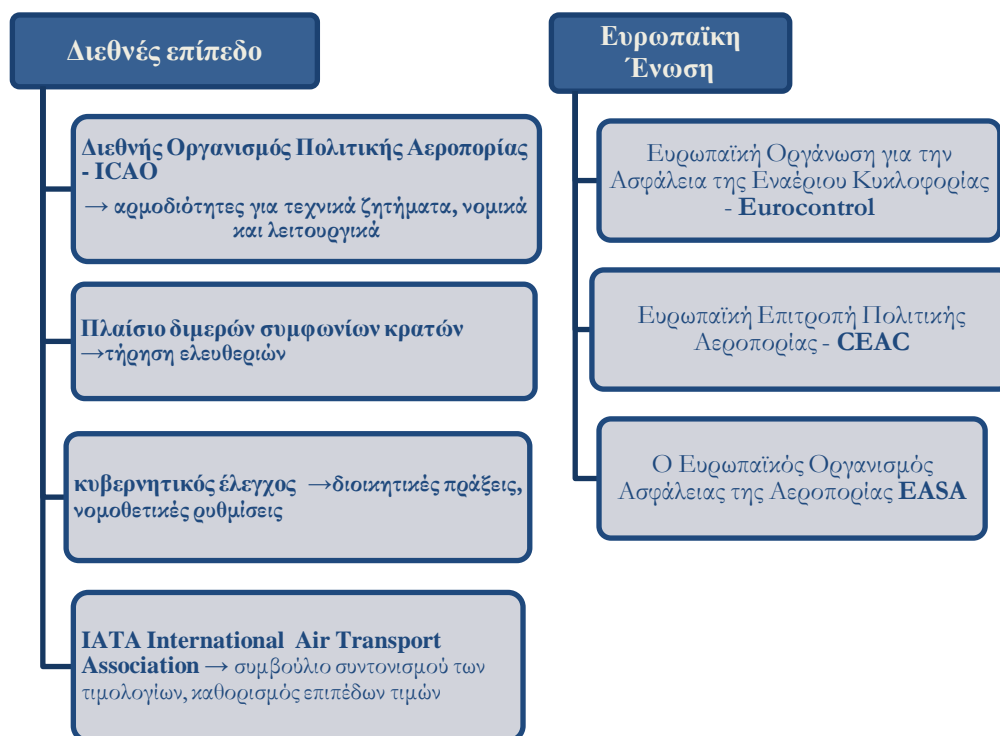 Διεθνές επίπεδο
Διεθνής Οργανισμός Πολιτικής Αεροπορίας
- ICAO
→ αρμοδιότητες για τεχνικά ζητήματα, νομικά
και λειτουργικά
Πλαίσιο διμερών συμφωνίων κρατών
→τήρηση ελευθεριών
κυβερνητικός έλεγχος →διοικητικές πράξεις,
νομοθετικές ρυθμίσεις
IATA International Air Transport
Association → συμβούλιο συντονισμού των
τιμολογίων, καθορισμός επιπέδων τιμών
Ευρωπαϊκη
Ένωση
Ευρωπαϊκή Οργάνωση για την
Ασφάλεια της Εναέριου Κυκλοφορίας
- Eurocontrol
Ευρωπαϊκή Επιτροπή Πολιτικής
Αεροπορίας - CEAC
Ο Ευρωπαϊκός Οργανισμός
Ασφάλειας της Αεροπορίας EASA